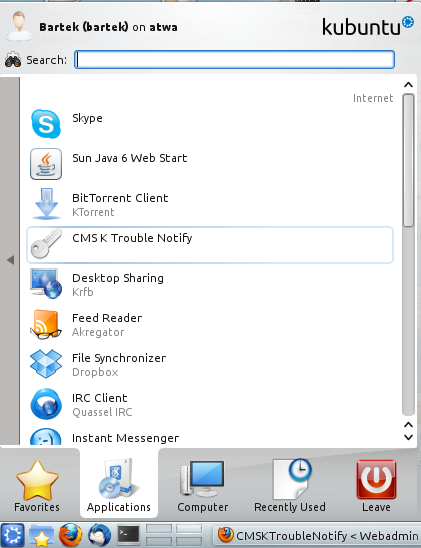 Bartek (bartek) on atwa
kubuntu
Search:
Internet
Skype
Sun Java 6 Web Start
BitTorrent Client
KTorrent
CMS K Trouble Notify
Desktop Sharing
Krfb
Feed Reader
Akregator
File Synchronizer
Dropbox
IRC Client
Quassel IRC
Instant Messenger
Favorites
Applications
Computer
Recently Used
Leave
CMSKTroubleNotify < Webadmin